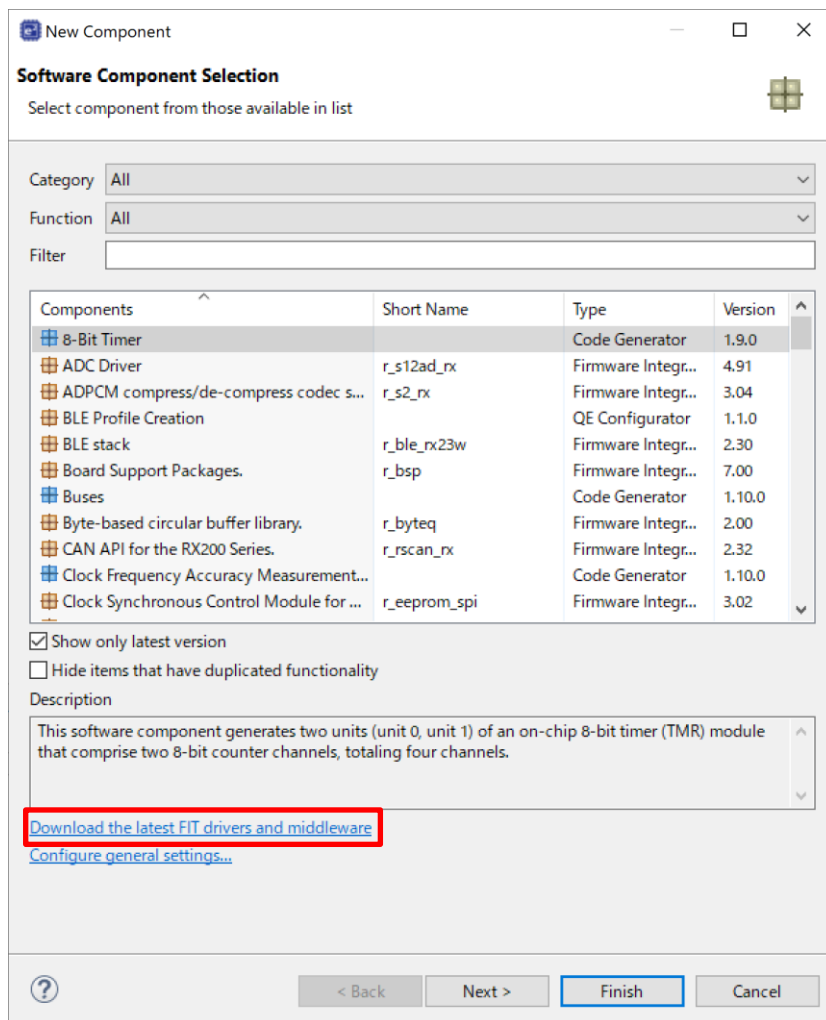 New Component
Software Component Selection
Select component from those available in list
Category All
Function All
Filter
Components Short Name Type Version
8-Bit Timer Code Generator 1.9.0
ADC Driver r_s12ad_rx Firmware Integr... 4.91
ADPCM compress/de-compress codec s... r_s2_rx Firmware Integr... 3.04
BLE Profile Creation QE Configurator 1.1.0
BLE stack r_ble_rx23w Firmware Integr... 2.30
Board Support Packages. r_bsp Firmware Integr... 7.00
Buses Code Generator 1.10.0
Byte-based circular buffer library. r_byteq Firmware Integr... 2.00
CAN API for the RX200 Series. r_rscan_rx Firmware Integr... 2.32
Clock Frequency Accuracy Measurement... Code Generator 1.10.0
Clock Synchronous Control Module for ... r_eeprom_spi Firmware Integr... 3.02
Show only latest version
Hide items that have duplicated functionality
Description
This software component generates two units (unit 0, unit 1) of an on-chip 8-bit timer (TMR) module
that comprise two 8-bit counter channels, totaling four channels.
Download the latest FIT drivers and middleware
Configure general settings...
? < Back Next > Finish Cancel